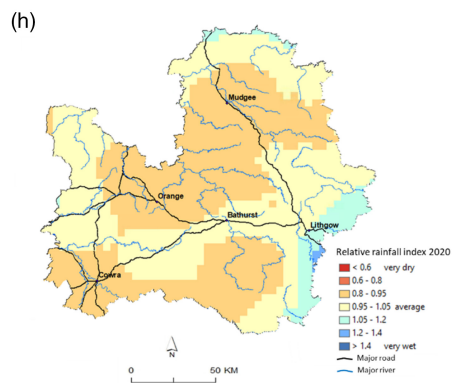 (h)
Mudgee
Orange
Bathurst
Lithgow
Cowra
Relative rainfall index 2020
< 0.6 very dry
0.6 - 0.8
0.8 - 0.95
0.95 - 1.05 average
1.05 - 1.2
1.2 - 1.4
> 1.4 very wet
Major road
Major river
N
0 50 KM